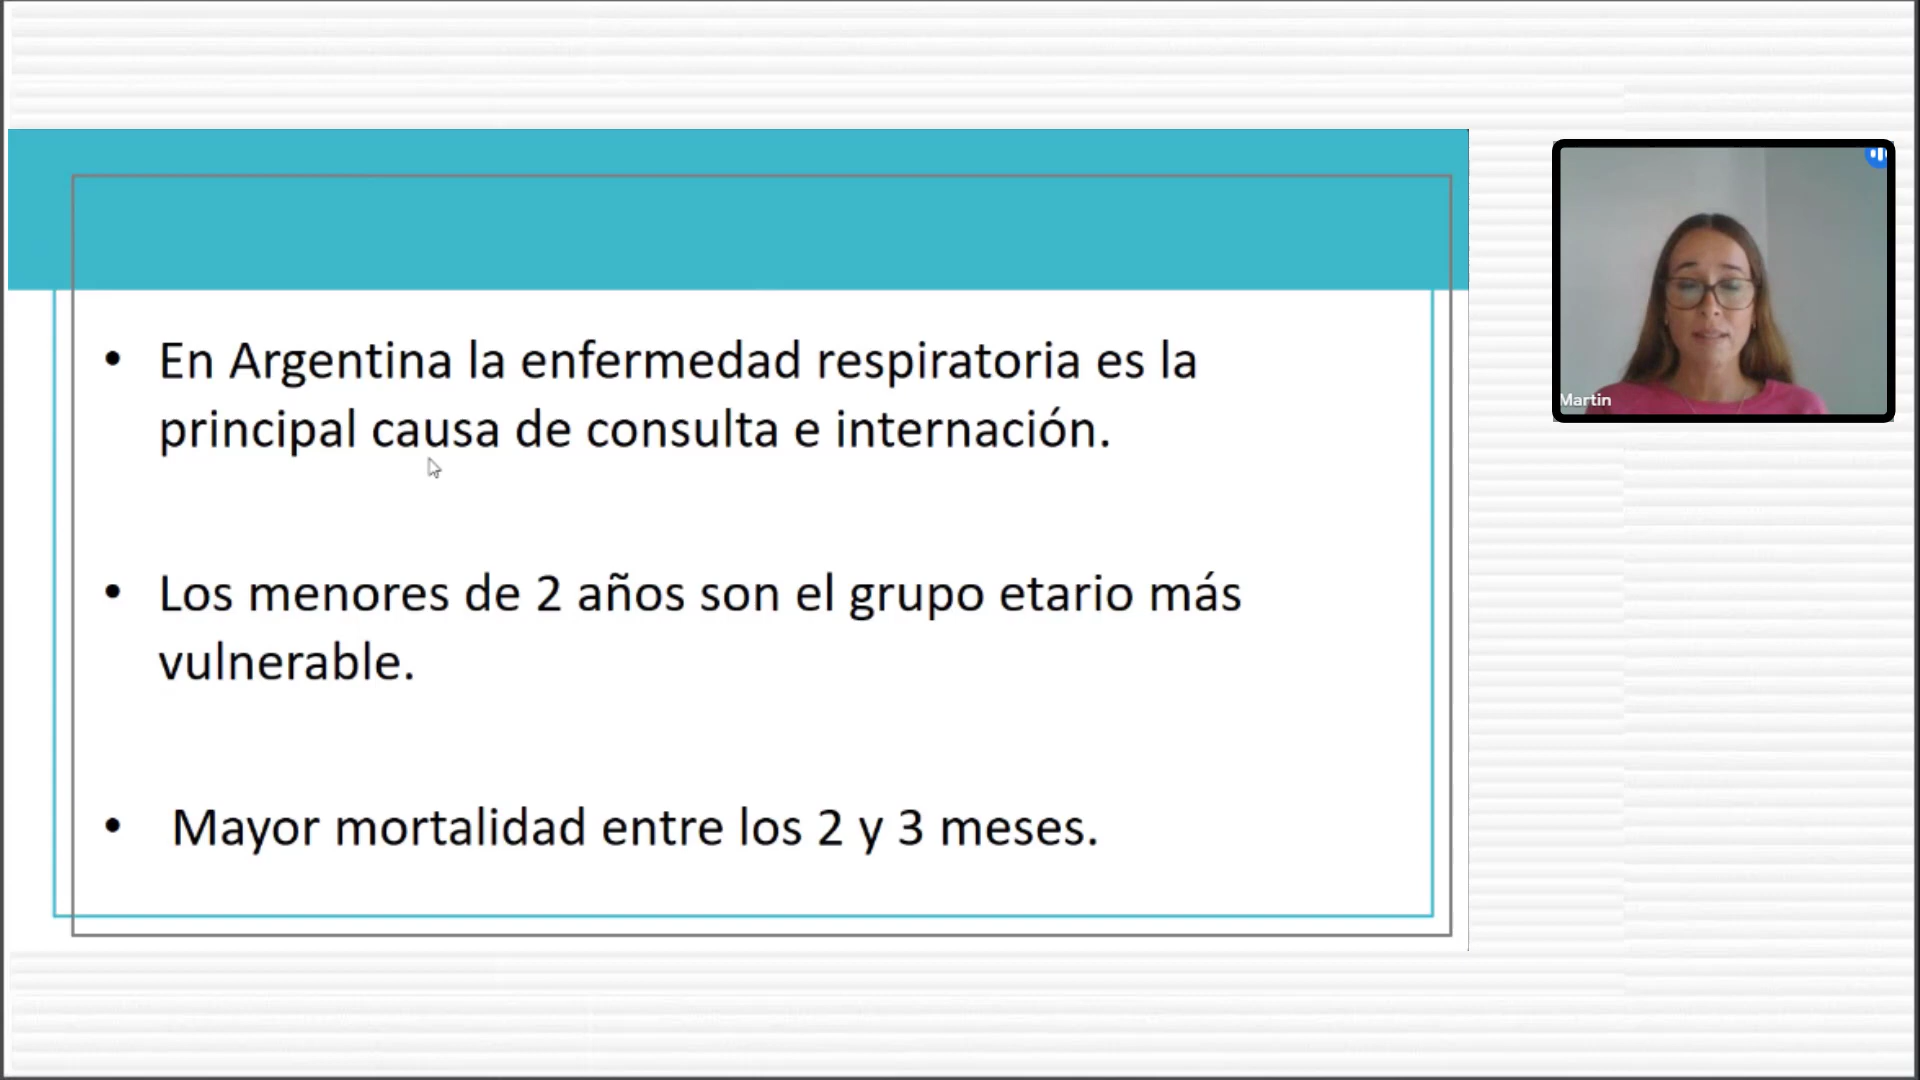 • En Argentina la enfermedad respiratoria es la
principal causa de consulta e internación.
• Los menores de 2 años son el grupo etario más
vulnerable.
• Mayor mortalidad entre los 2 y 3 meses.
Martin